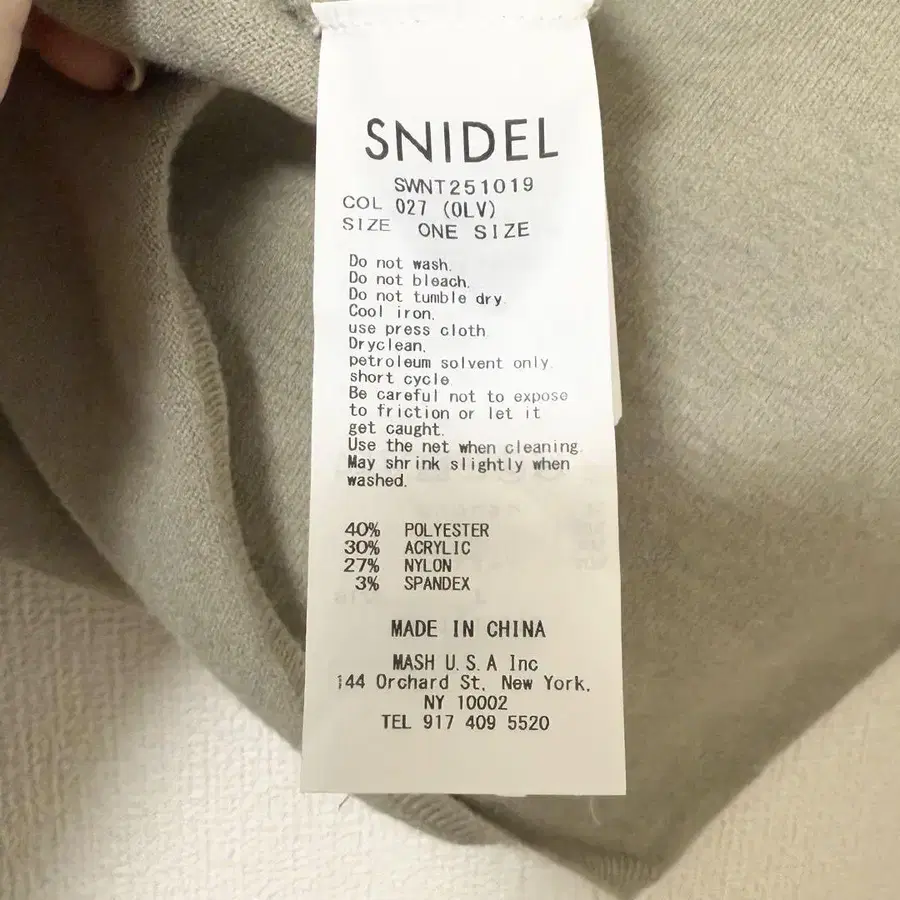 SNIDEL
SWNT251019
COL 027 (OLV)
SIZE ONE SIZE
Do not wash.
Do not bleach.
Do not tumble dry.
Cool iron.
use press cloth.
Dryclean.
petroleum solvent only.
short cycle.
Be careful not to expose
to friction or let it
get caught.
Use the net when cleaning.
May shrink slightly when
washed.
40% POLYESTER
30% ACRYLIC
27% NYLON
3% SPANDEX
MADE IN CHINA
MASH U.S.A Inc
144 Orchard St, New York,
NY 10002
TEL 917 409 5520